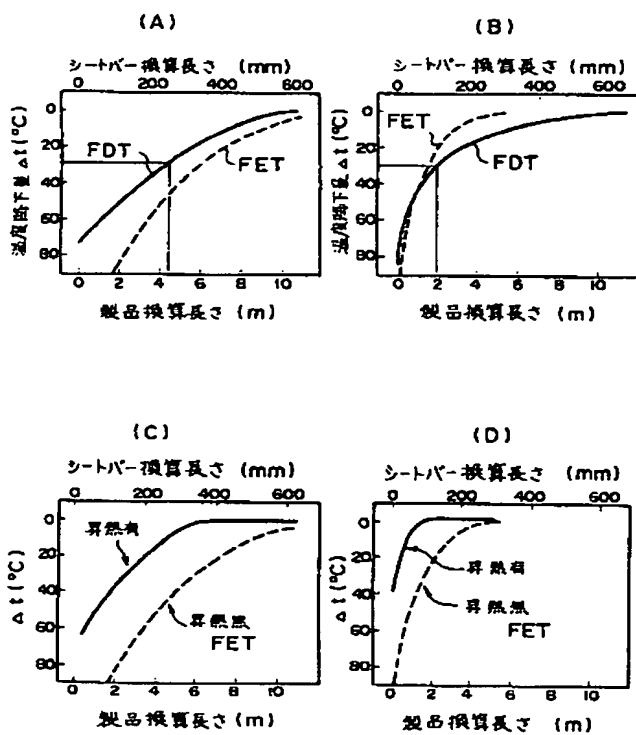 (A)
シートバー換算長さ (mm)
0 200 400 600
0
20
40
60
80
温度降下量 Δt (°C)
FDT
FET
0 2 4 6 8 10
製品換算長さ (m)
(B)
シートバー換算長さ (mm)
0 200 400 600
0
20
40
60
80
温度降下量 Δt (°C)
FET
FDT
0 2 4 6 8 10
製品換算長さ (m)
(C)
シートバー換算長さ (mm)
0 200 400 600
0
20
40
60
80
Δt (°C)
昇熱有
昇熱無
FET
0 2 4 6 8 10
製品換算長さ (m)
(D)
シートバー換算長さ (mm)
0 200 400 600
0
20
40
60
80
Δt (°C)
昇熱有
昇熱無
FET
0 2 4 6 8 10
製品換算長さ (m)